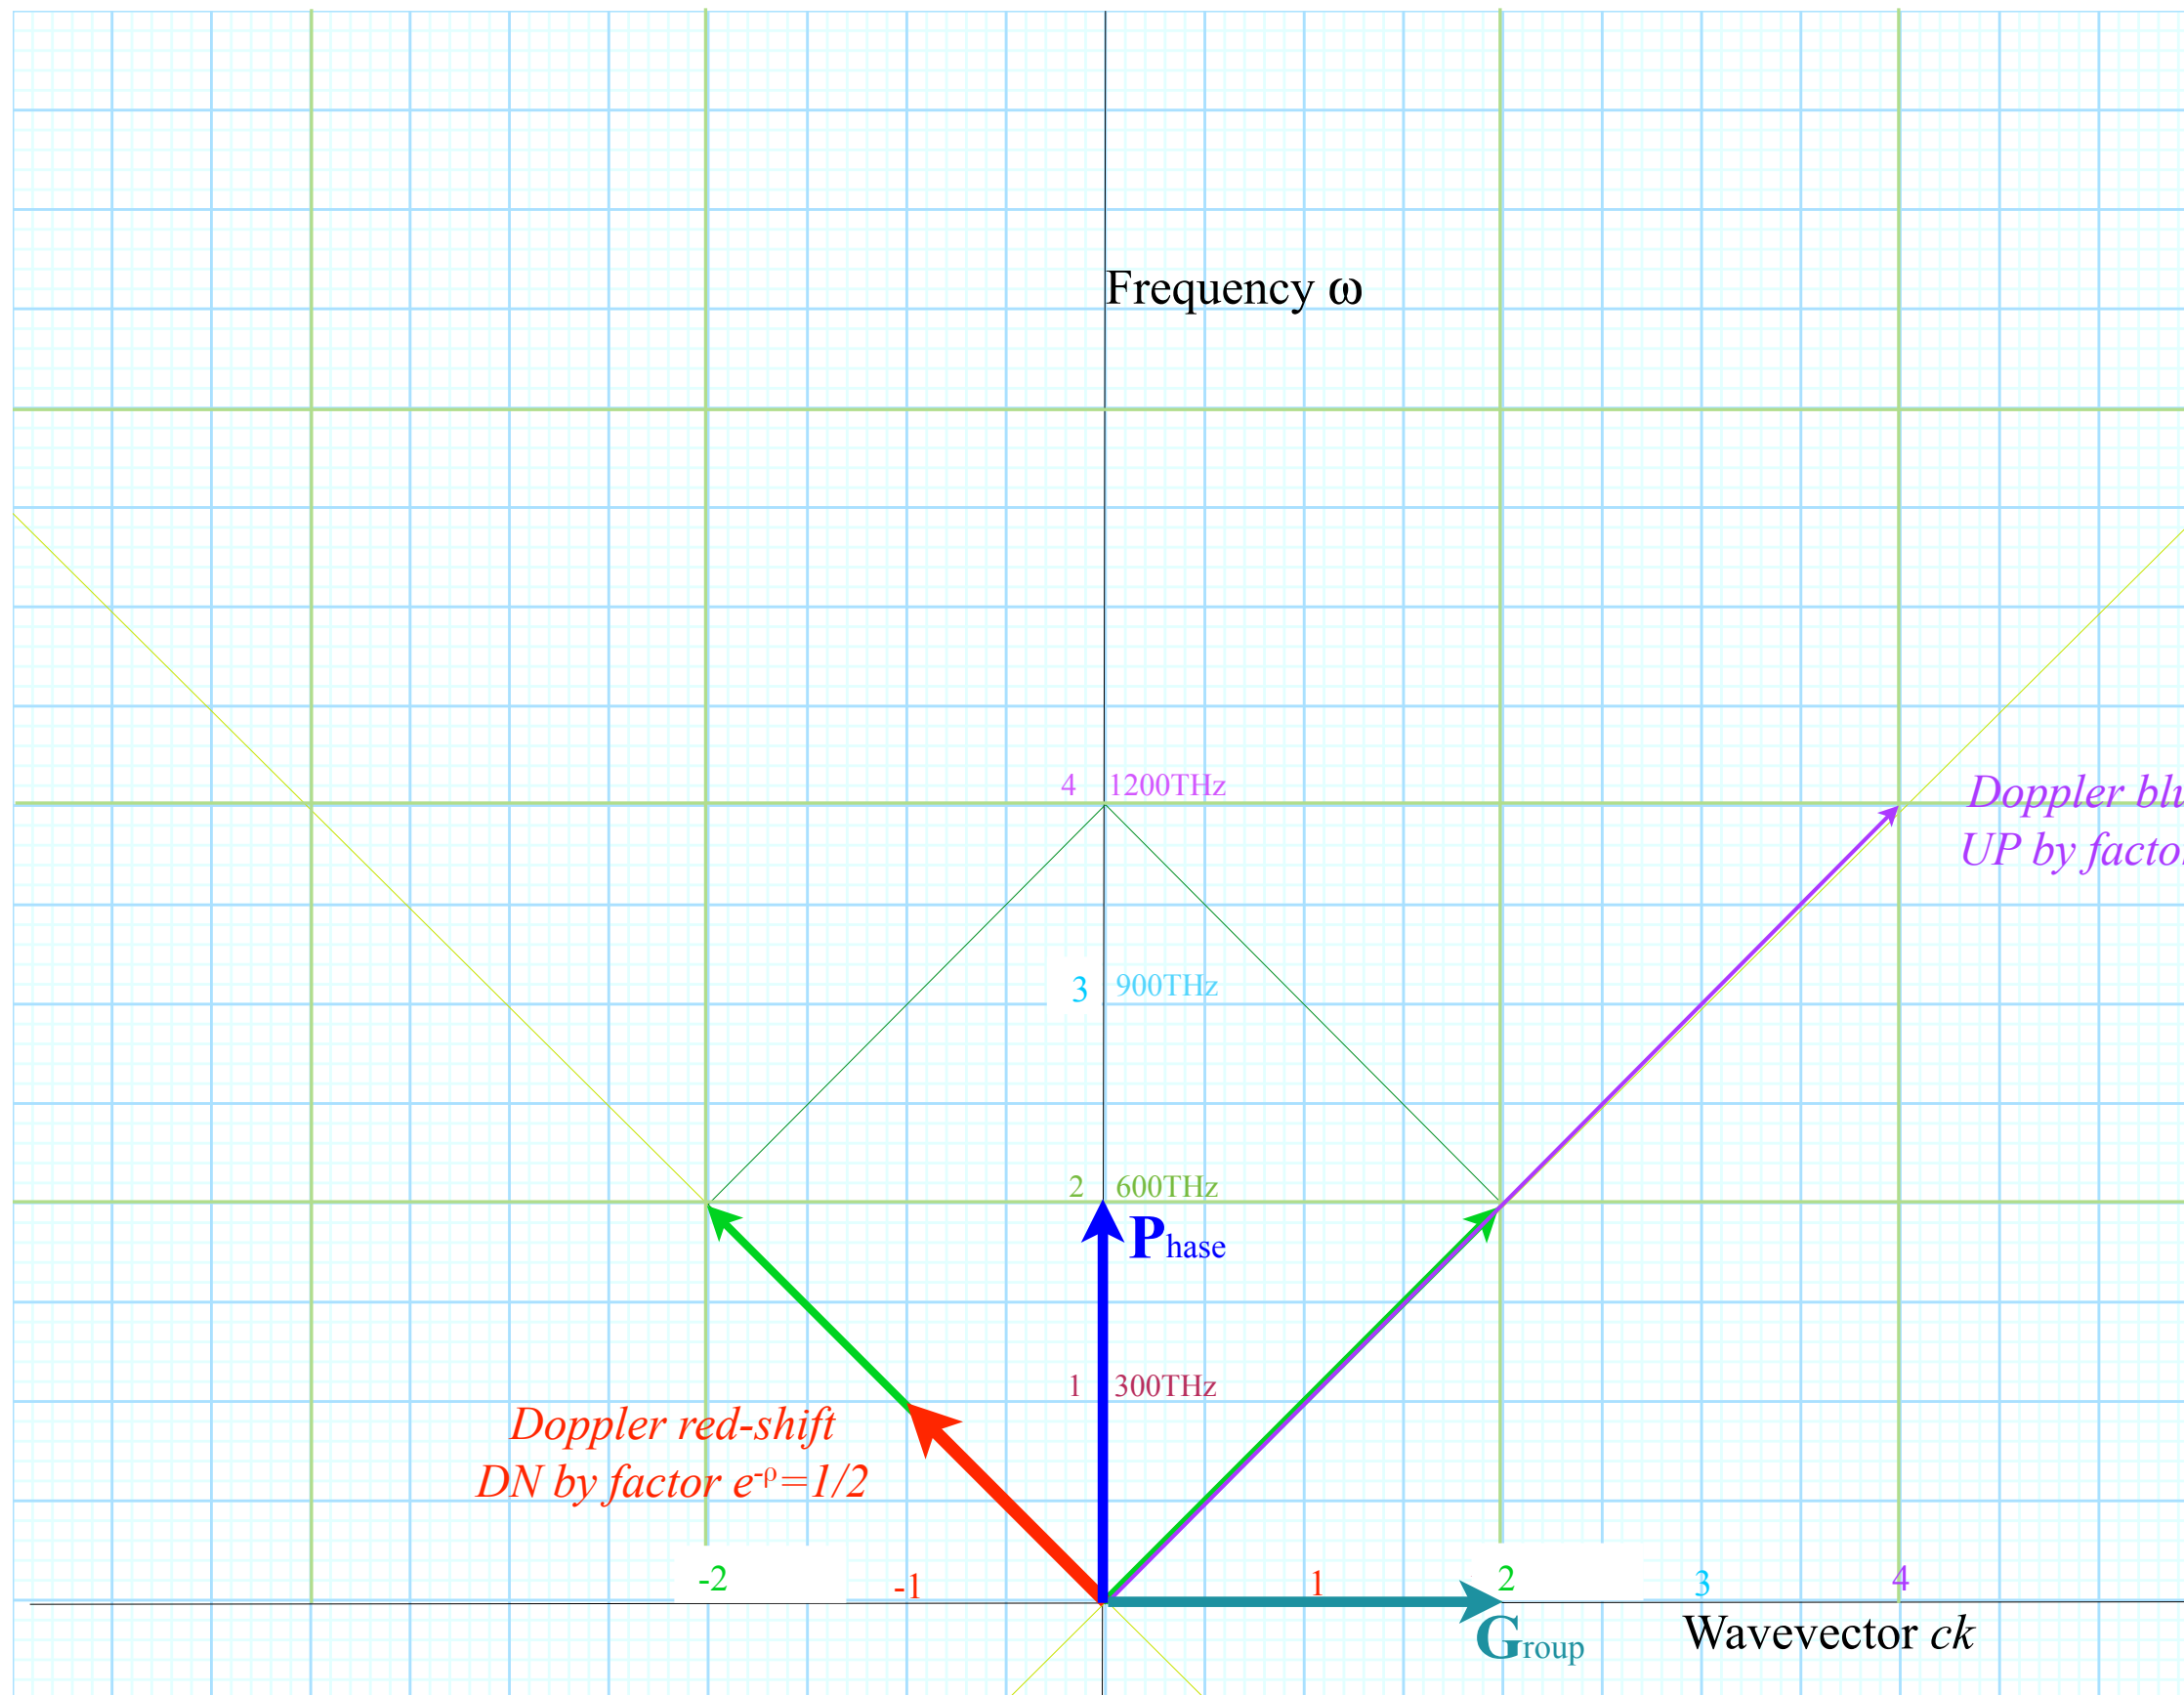 Frequency ω
4 1200THz
Doppler blu
UP by facto
3 900THz
2 600THz
Phase
1 300THz
Doppler red-shift
DN by factor e-ρ=1/2
-2 -1 1 2 3 4
Group
Wavevector ck